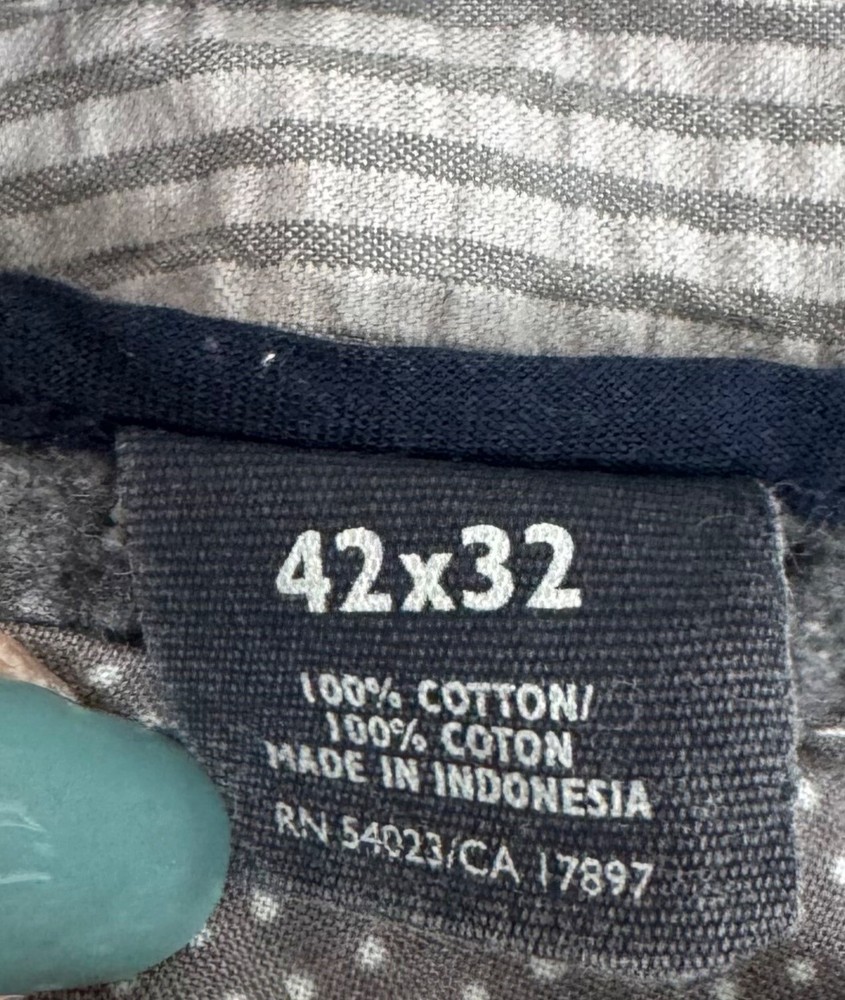 42x32
100% COTTON/
100% COTON
MADE IN INDONESIA
RN 54023/CA 17897